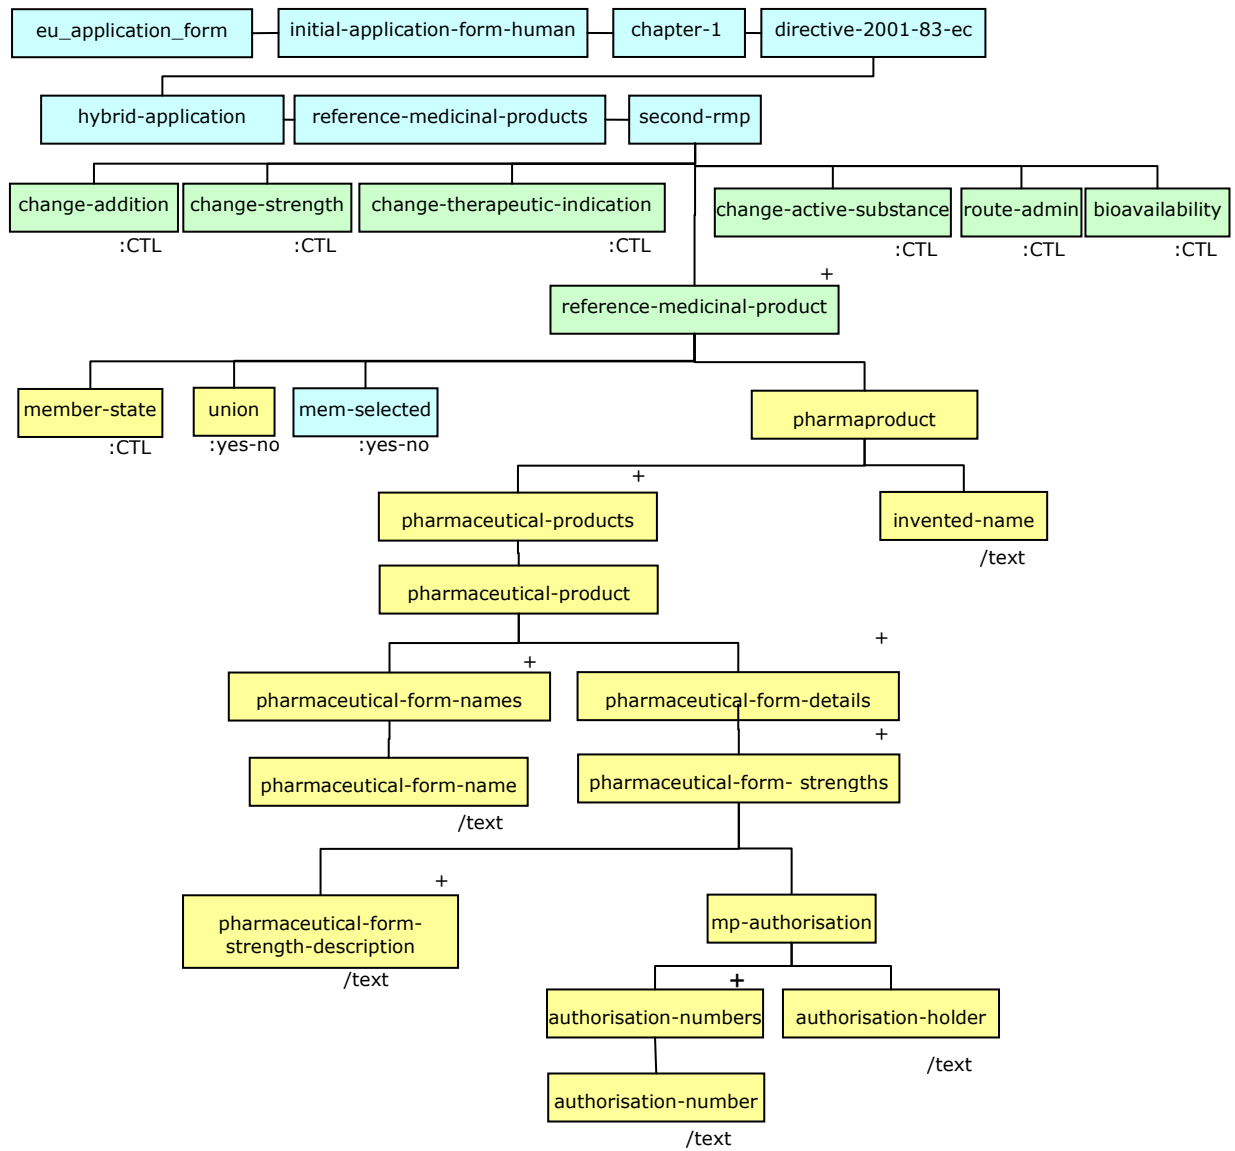 eu_application_form
initial-application-form-human
chapter-1
directive-2001-83-ec
hybrid-application
reference-medicinal-products
second-rmp
change-addition
:CTL
change-strength
:CTL
change-therapeutic-indication
:CTL
change-active-substance
:CTL
route-admin
:CTL
bioavailability
:CTL
+
reference-medicinal-product
member-state
:CTL
union
:yes-no
mem-selected
:yes-no
pharmaproduct
+
pharmaceutical-products
invented-name
/text
pharmaceutical-product
+
pharmaceutical-form-names
+
pharmaceutical-form-details
pharmaceutical-form-name
/text
+
pharmaceutical-form- strengths
+
pharmaceutical-form-
strength-description
/text
mp-authorisation
+
authorisation-numbers
authorisation-holder
/text
authorisation-number
/text